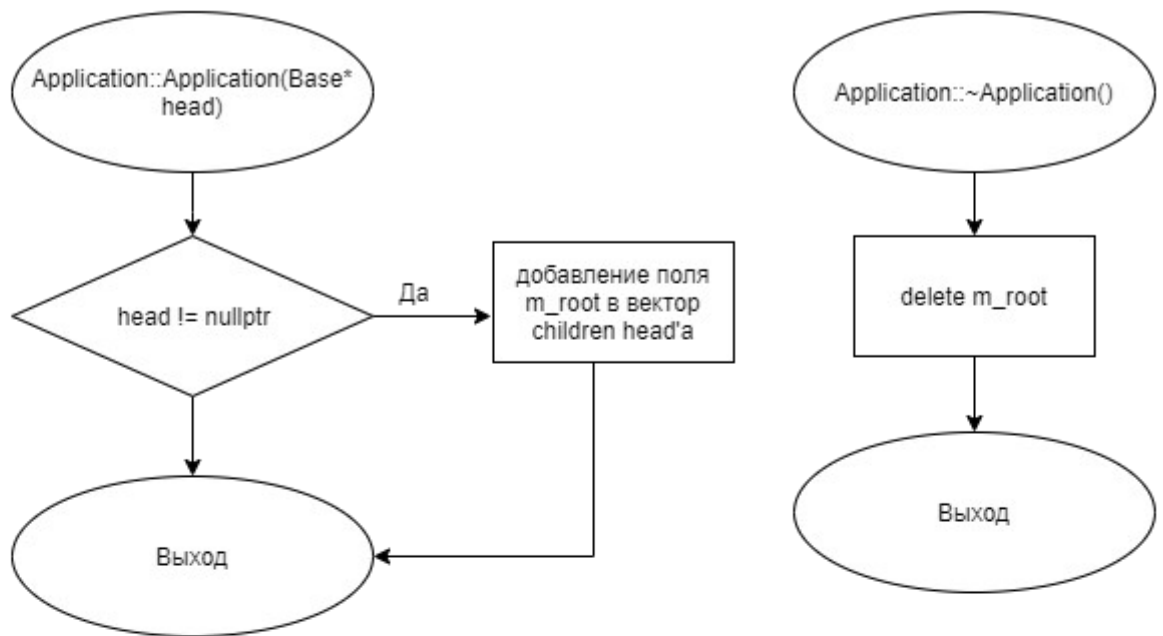 Application::Application(Base*
head)
head != nullptr
Да
добавление поля
m_root в вектор
children head'а
Выход
Application::~Application()
delete m_root
Выход